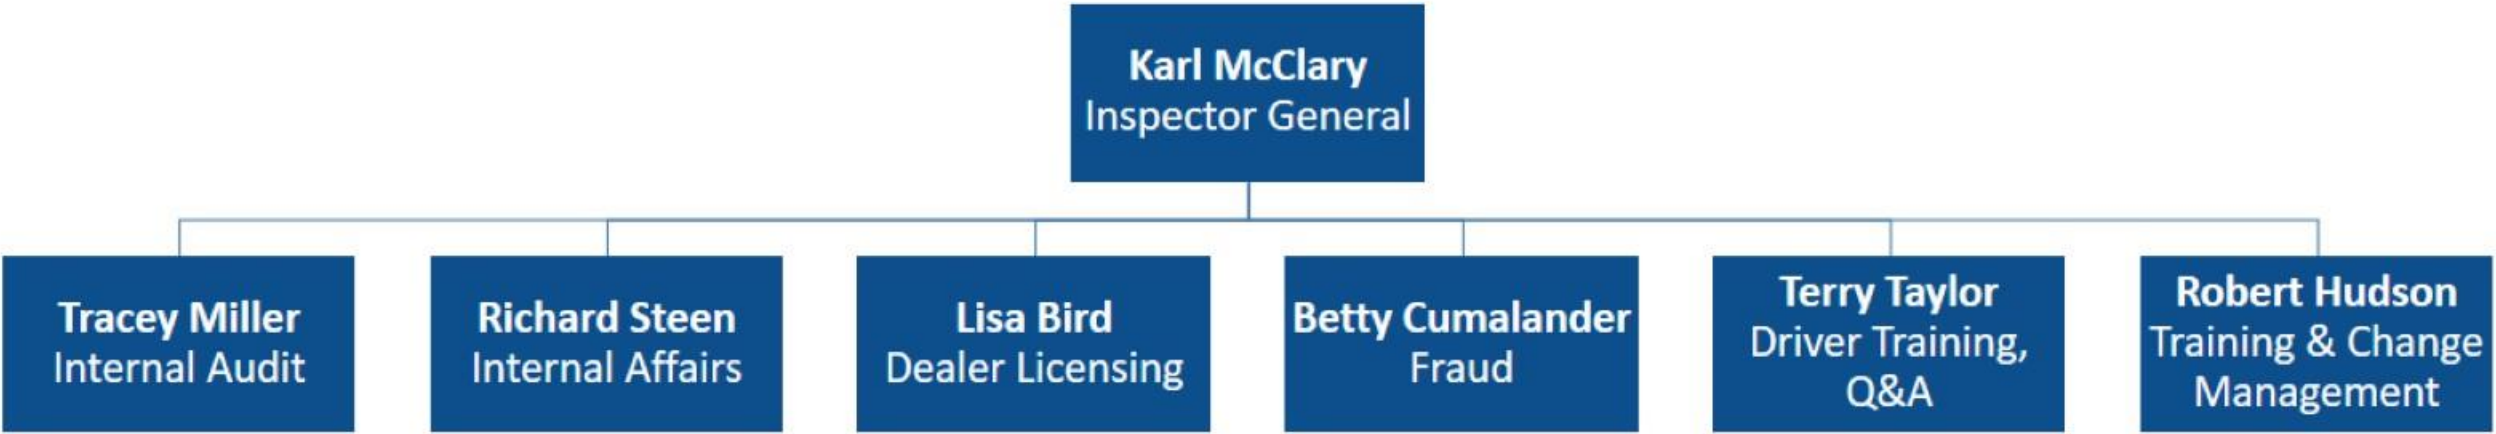 Karl McClary
Inspector General
Tracey Miller
Internal Audit
Richard Steen
Internal Affairs
Lisa Bird
Dealer Licensing
Betty Cumalander
Fraud
Terry Taylor
Driver Training,
Q&A
Robert Hudson
Training & Change
Management